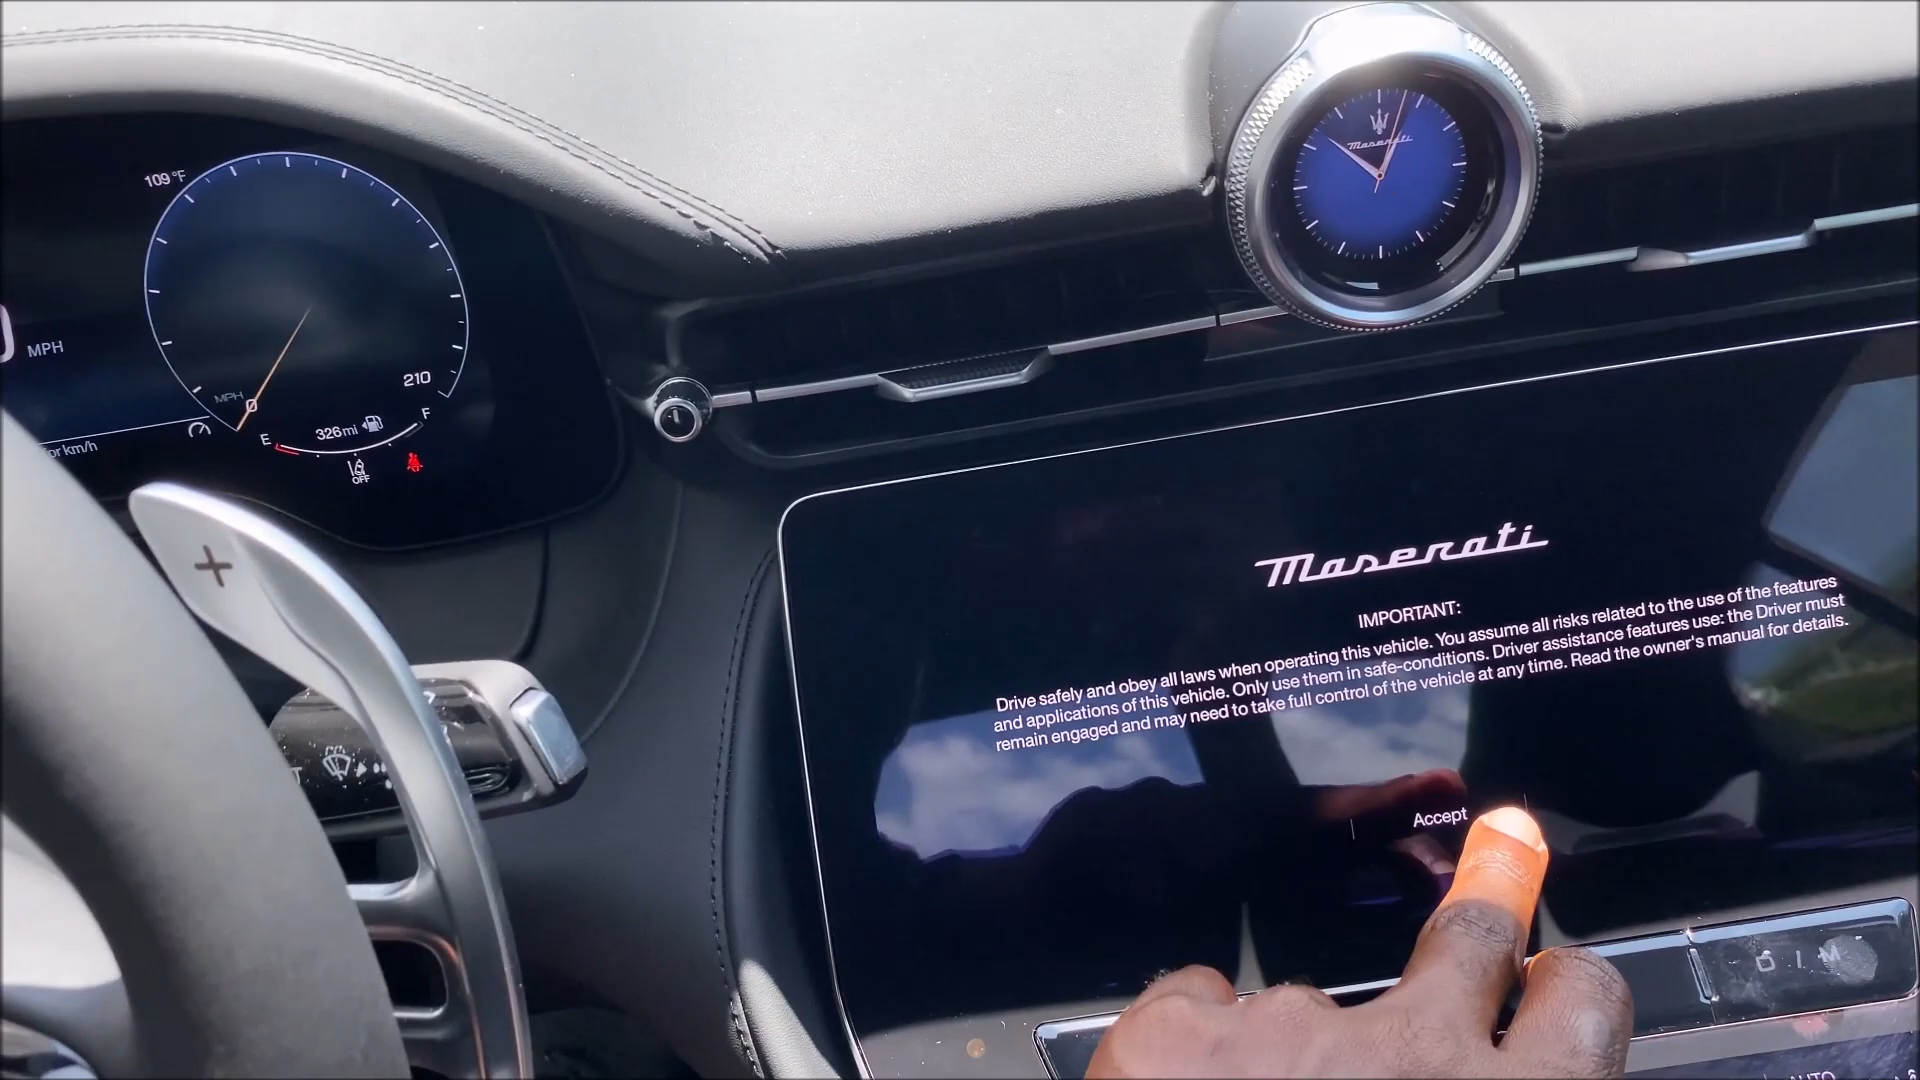 109 °F
MPH
210
MPH
0
326 mi
F
E
or km/h
OFF
+
Maserati
Maserati
IMPORTANT:
Drive safely and obey all laws when operating this vehicle. You assume all risks related to the use of the features
and applications of this vehicle. Only use them in safe-conditions. Driver assistance features use: the Driver must
remain engaged and may need to take full control of the vehicle at any time. Read the owner's manual for details.
Accept
M
AUTO